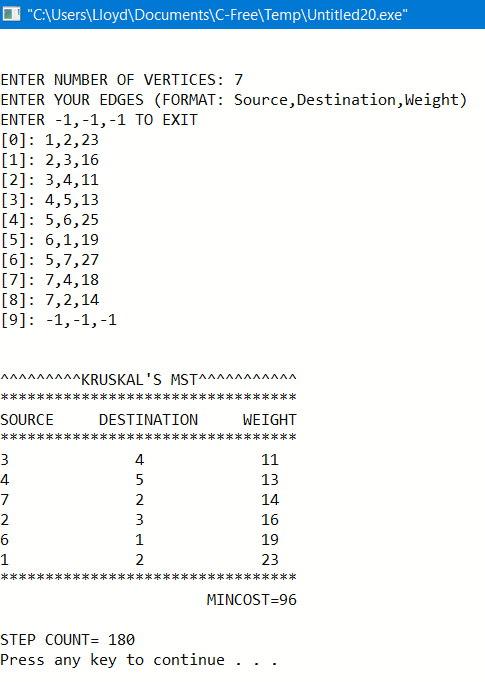 "C:\Users\Lloyd\Documents\C-Free\Temp\Untitled20.exe"
ENTER NUMBER OF VERTICES: 7
ENTER YOUR EDGES (FORMAT: Source,Destination,Weight)
ENTER -1,-1,-1 TO EXIT
[0]: 1,2,23
[1]: 2,3,16
[2]: 3,4,11
[3]: 4,5,13
[4]: 5,6,25
[5]: 6,1,19
[6]: 5,7,27
[7]: 7,4,18
[8]: 7,2,14
[9]: -1,-1,-1
^^^^^^^^^KRUSKAL'S MST^^^^^^^^^^^
*********************************
SOURCE     DESTINATION     WEIGHT
*********************************
3              4             11
4              5             13
7              2             14
2              3             16
6              1             19
1              2             23
*********************************
                       MINCOST=96
STEP COUNT= 180
Press any key to continue . . .